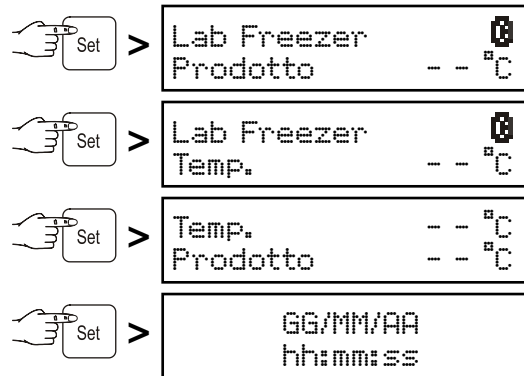 Set > Lab Freezer
Prodotto - - °C
Set > Lab Freezer
Temp. - - °C
Set > Temp. - - °C
Prodotto - - °C
Set > GG/MM/AA
hh:mm:ss